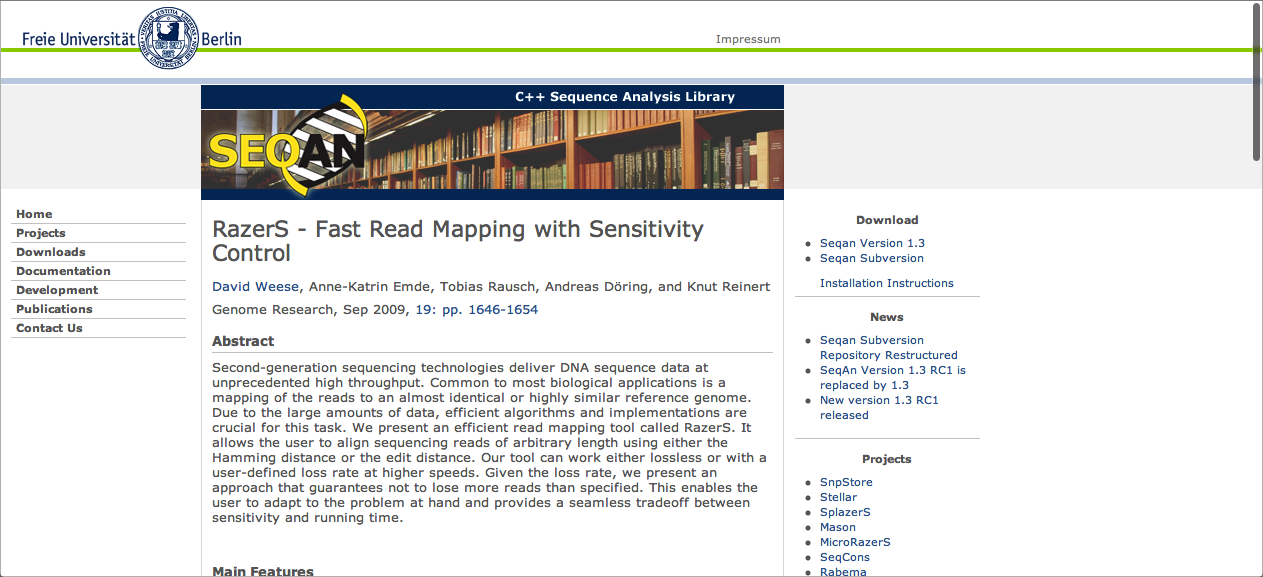 Freie Universität Berlin
Impressum
C++ Sequence Analysis Library
SEQAN
Home
Projects
Downloads
Documentation
Development
Publications
Contact Us
RazerS - Fast Read Mapping with Sensitivity
Control
David Weese, Anne-Katrin Emde, Tobias Rausch, Andreas Döring, and Knut Reinert
Genome Research, Sep 2009, 19: pp. 1646-1654
Abstract
Second-generation sequencing technologies deliver DNA sequence data at
unprecedented high throughput. Common to most biological applications is a
mapping of the reads to an almost identical or highly similar reference genome.
Due to the large amounts of data, efficient algorithms and implementations are
crucial for this task. We present an efficient read mapping tool called RazerS. It
allows the user to align sequencing reads of arbitrary length using either the
Hamming distance or the edit distance. Our tool can work either lossless or with a
user-defined loss rate at higher speeds. Given the loss rate, we present an
approach that guarantees not to lose more reads than specified. This enables the
user to adapt to the problem at hand and provides a seamless tradeoff between
sensitivity and running time.
Main Features
Download
Seqan Version 1.3
Seqan Subversion
Installation Instructions
News
Seqan Subversion
Repository Restructured
SeqAn Version 1.3 RC1 is
replaced by 1.3
New version 1.3 RC1
released
Projects
SnpStore
Stellar
SplazerS
Mason
MicroRazerS
SeqCons
Rabema